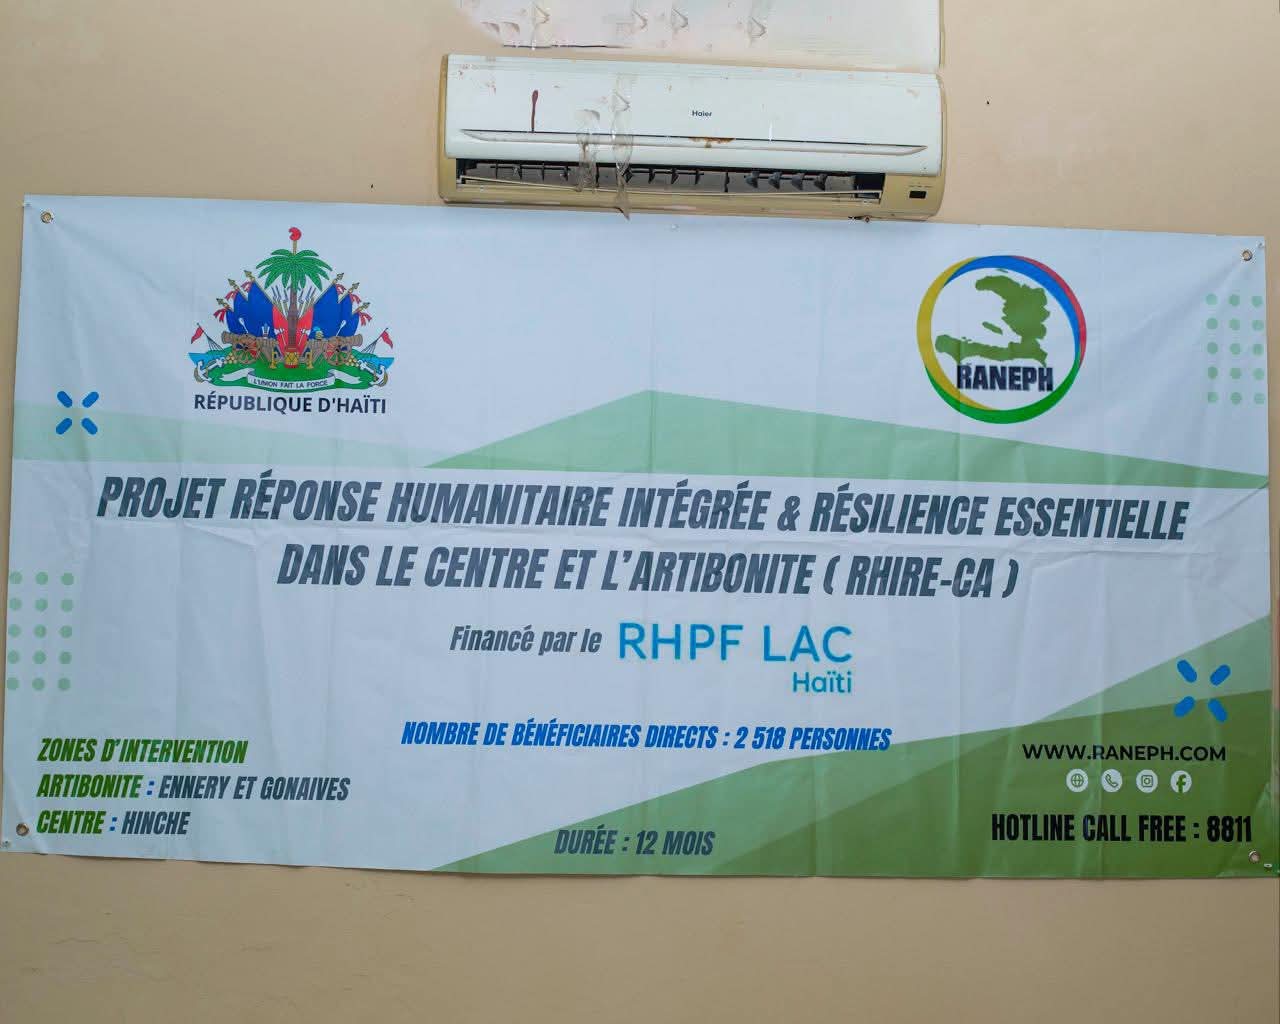 Haier
L'UNION FAIT LA FORCE
RÉPUBLIQUE D'HAÏTI
RANEPH
PROJET RÉPONSE HUMANITAIRE INTÉGRÉE & RÉSILIENCE ESSENTIELLE
DANS LE CENTRE ET L'ARTIBONITE ( RHIRE-CA )
Financé par le RHPF LAC
Haïti
NOMBRE DE BÉNÉFICIAIRES DIRECTS : 2 518 PERSONNES
ZONES D'INTERVENTION
ARTIBONITE : ENNERY ET GONAIVES
CENTRE : HINCHE
DURÉE : 12 MOIS
WWW.RANEPH.COM
HOTLINE CALL FREE : 8811